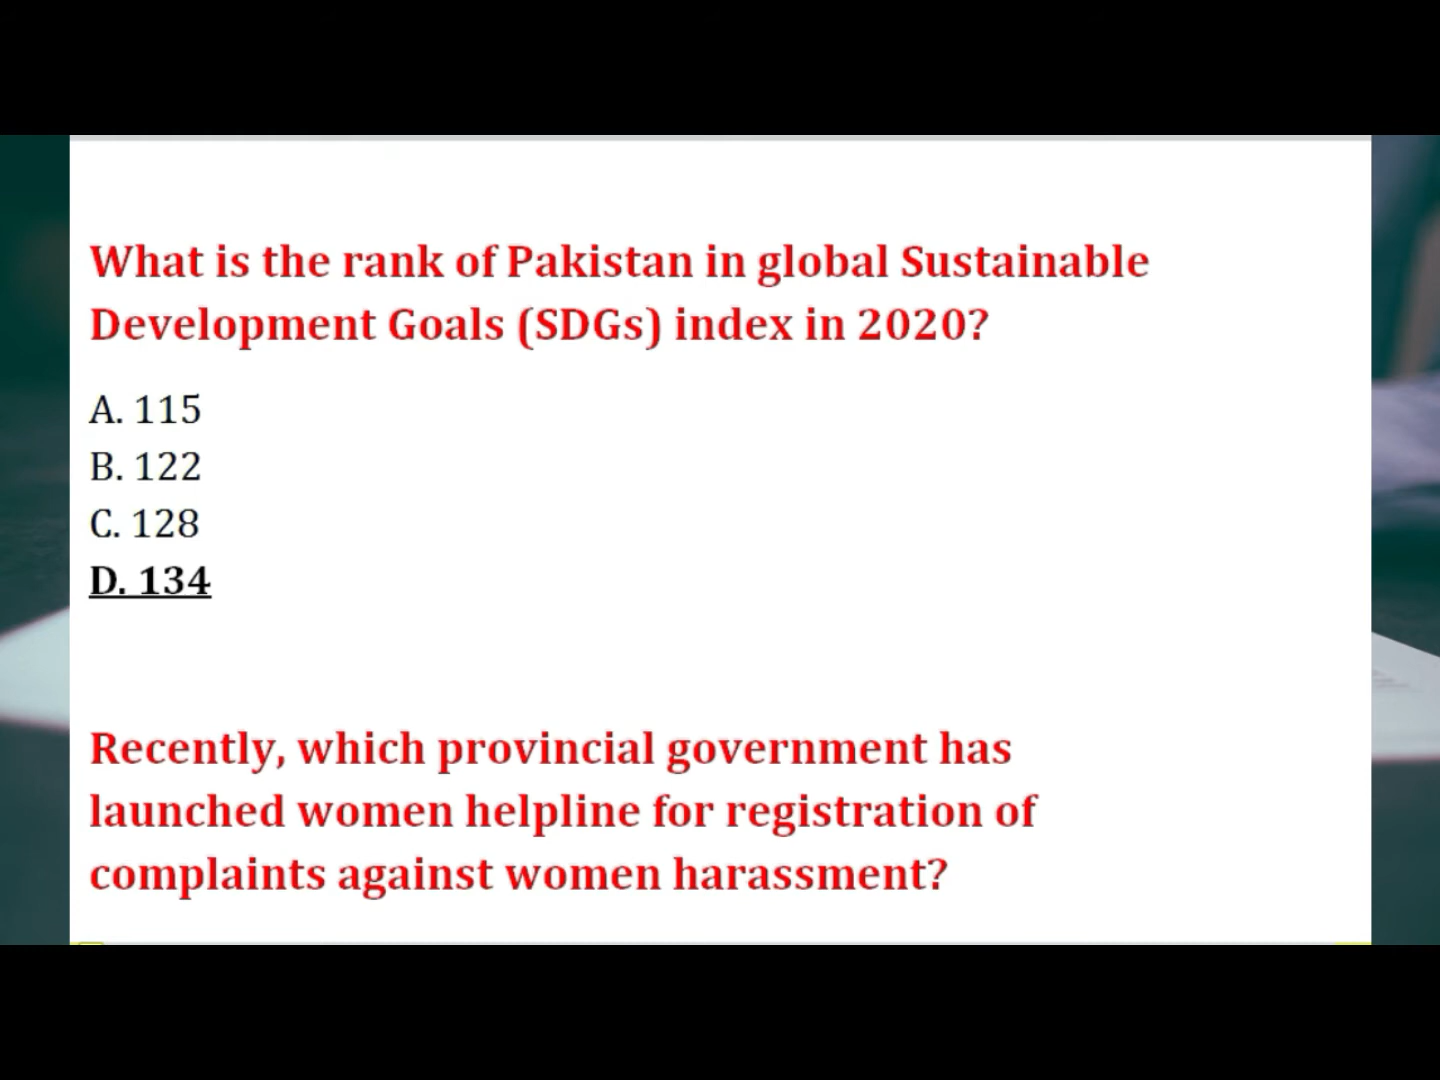 What is the rank of Pakistan in global Sustainable
Development Goals (SDGs) index in 2020?
A. 115
B. 122
C. 128
D. 134
Recently, which provincial government has
launched women helpline for registration of
complaints against women harassment?